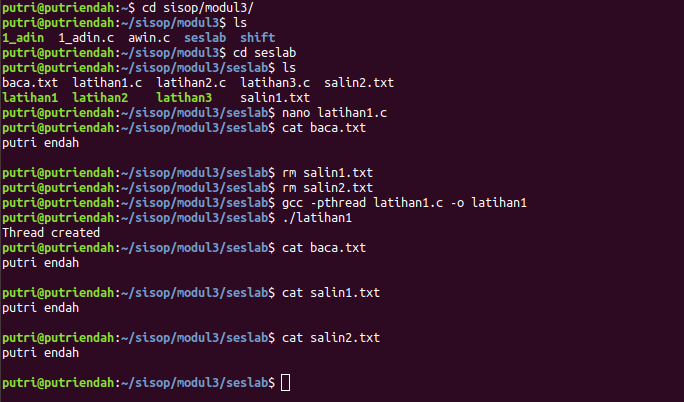 putri@putriendah:~$ cd sisop/modul3/
putri@putriendah:~/sisop/modul3$ ls
1_adin  1_adin.c  awin.c  seslab  shift
putri@putriendah:~/sisop/modul3$ cd seslab
putri@putriendah:~/sisop/modul3/seslab$ ls
baca.txt  latihan1.c  latihan2.c  latihan3.c  salin2.txt
latihan1  latihan2    latihan3    salin1.txt
putri@putriendah:~/sisop/modul3/seslab$ nano latihan1.c
putri@putriendah:~/sisop/modul3/seslab$ cat baca.txt
putri endah
putri@putriendah:~/sisop/modul3/seslab$ rm salin1.txt
putri@putriendah:~/sisop/modul3/seslab$ rm salin2.txt
putri@putriendah:~/sisop/modul3/seslab$ gcc -pthread latihan1.c -o latihan1
putri@putriendah:~/sisop/modul3/seslab$ ./latihan1
Thread created
putri@putriendah:~/sisop/modul3/seslab$ cat baca.txt
putri endah
putri@putriendah:~/sisop/modul3/seslab$ cat salin1.txt
putri endah
putri@putriendah:~/sisop/modul3/seslab$ cat salin2.txt
putri endah
putri@putriendah:~/sisop/modul3/seslab$